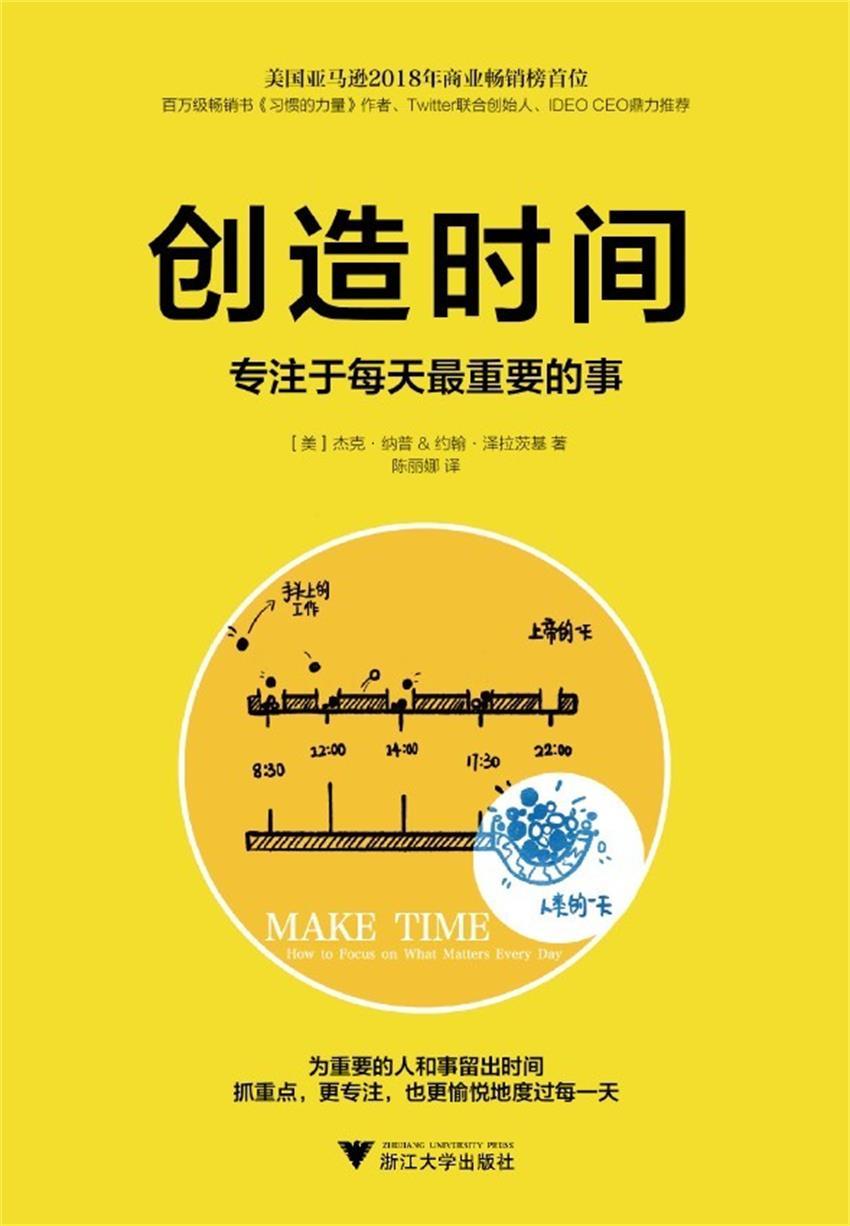 美国亚马逊2018年商业畅销榜首位
百万级畅销书《习惯的力量》作者、Twitter联合创始人、IDEO CEO鼎力推荐
创造时间
专注于每天最重要的事
［美］杰克·纳普 & 约翰·泽拉茨基 著
陈丽娜 译
手头上的
工作
上帝的一天
8:30
12:00
14:00
17:30
22:00
人类的一天
MAKE TIME
How to Focus on What Matters Every Day
为重要的人和事留出时间
抓重点，更专注，也更愉悦地度过每一天
ZHEJIANG UNIVERSITY PRESS
浙江大学出版社